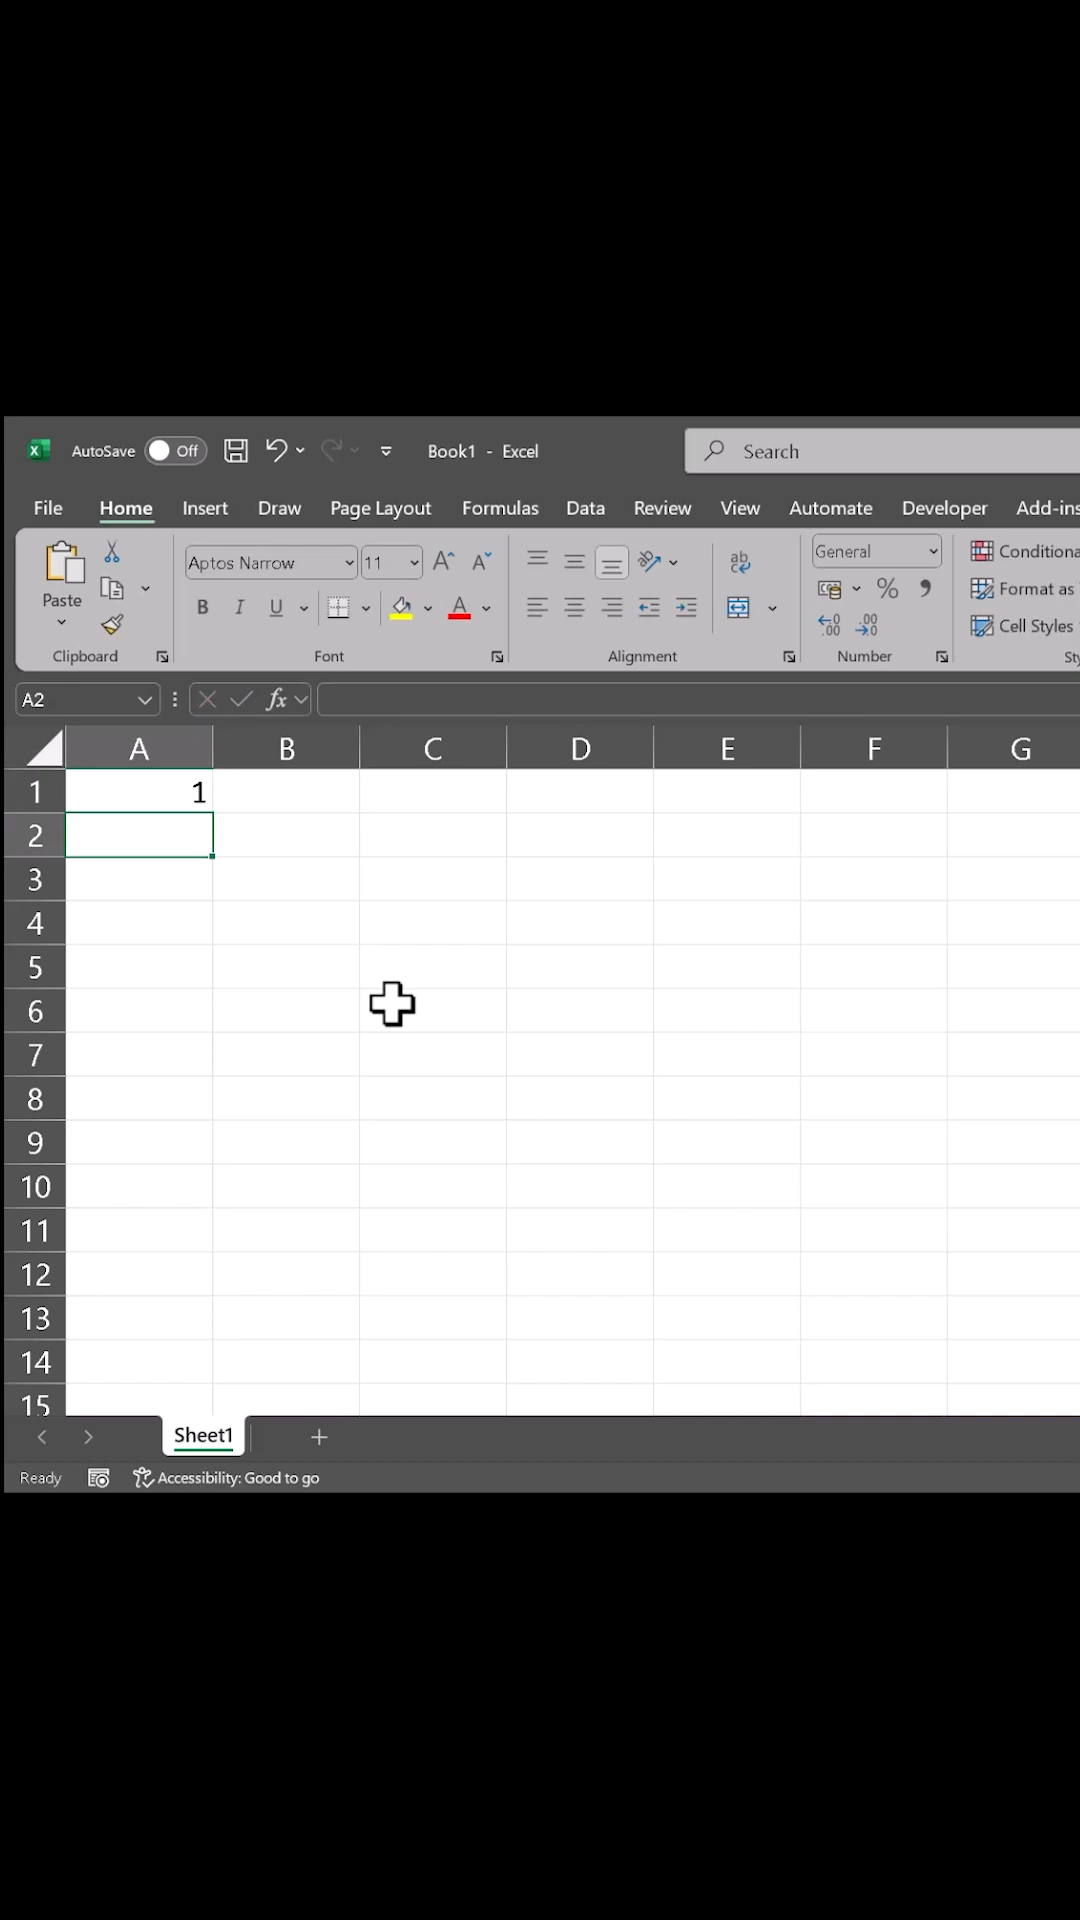 AutoSave Off Book1 - Excel Search
File Home Insert Draw Page Layout Formulas Data Review View Automate Developer Add-ins
Paste
Clipboard
Aptos Narrow 11
B I U A
Font
ab
Alignment
General
% ,
.00 .00
Number
Conditiona
Format as
Cell Styles
Sty
A2 fx
A B C D E F G
1 1
2
3
4
5
6
7
8
9
10
11
12
13
14
15
Sheet1 +
Ready Accessibility: Good to go